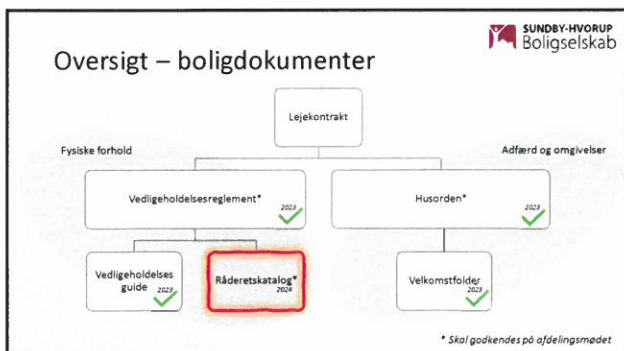 SUNDBY-HVORUP
Boligselskab
Oversigt – boligdokumenter
Lejekontrakt
Fysiske forhold
Adfærd og omgivelser
Vedligeholdelsesreglement*
2023
Husorden*
2023
Vedligeholdelses
guide
2023
Råderetskatalog*
2024
Velkomstfolder
2023
* Skal godkendes på afdelingsmødet